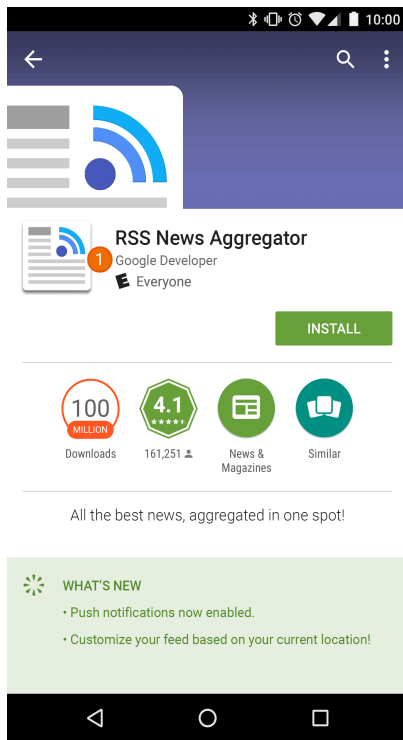 10:00
RSS News Aggregator
1
Google Developer
E Everyone
INSTALL
100
MILLION
4.1
Downloads
161,251
News &
Magazines
Similar
All the best news, aggregated in one spot!
WHAT'S NEW
• Push notifications now enabled.
• Customize your feed based on your current location!